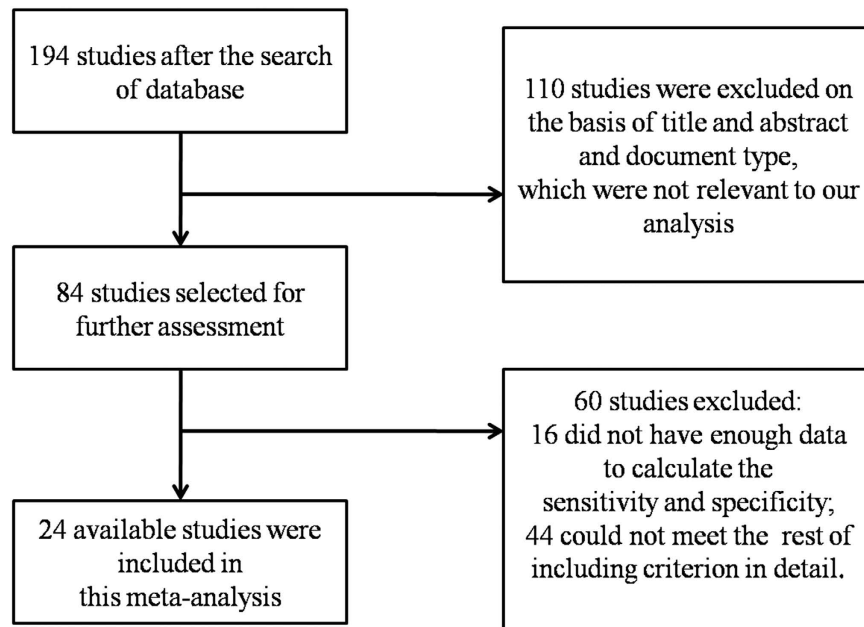 194 studies after the search
of database
110 studies were excluded on
the basis of title and abstract
and document type,
which were not relevant to our
analysis
84 studies selected for
further assessment
60 studies excluded:
16 did not have enough data
to calculate the
sensitivity and specificity;
44 could not meet the rest of
including criterion in detail.
24 available studies were
included in
this meta-analysis